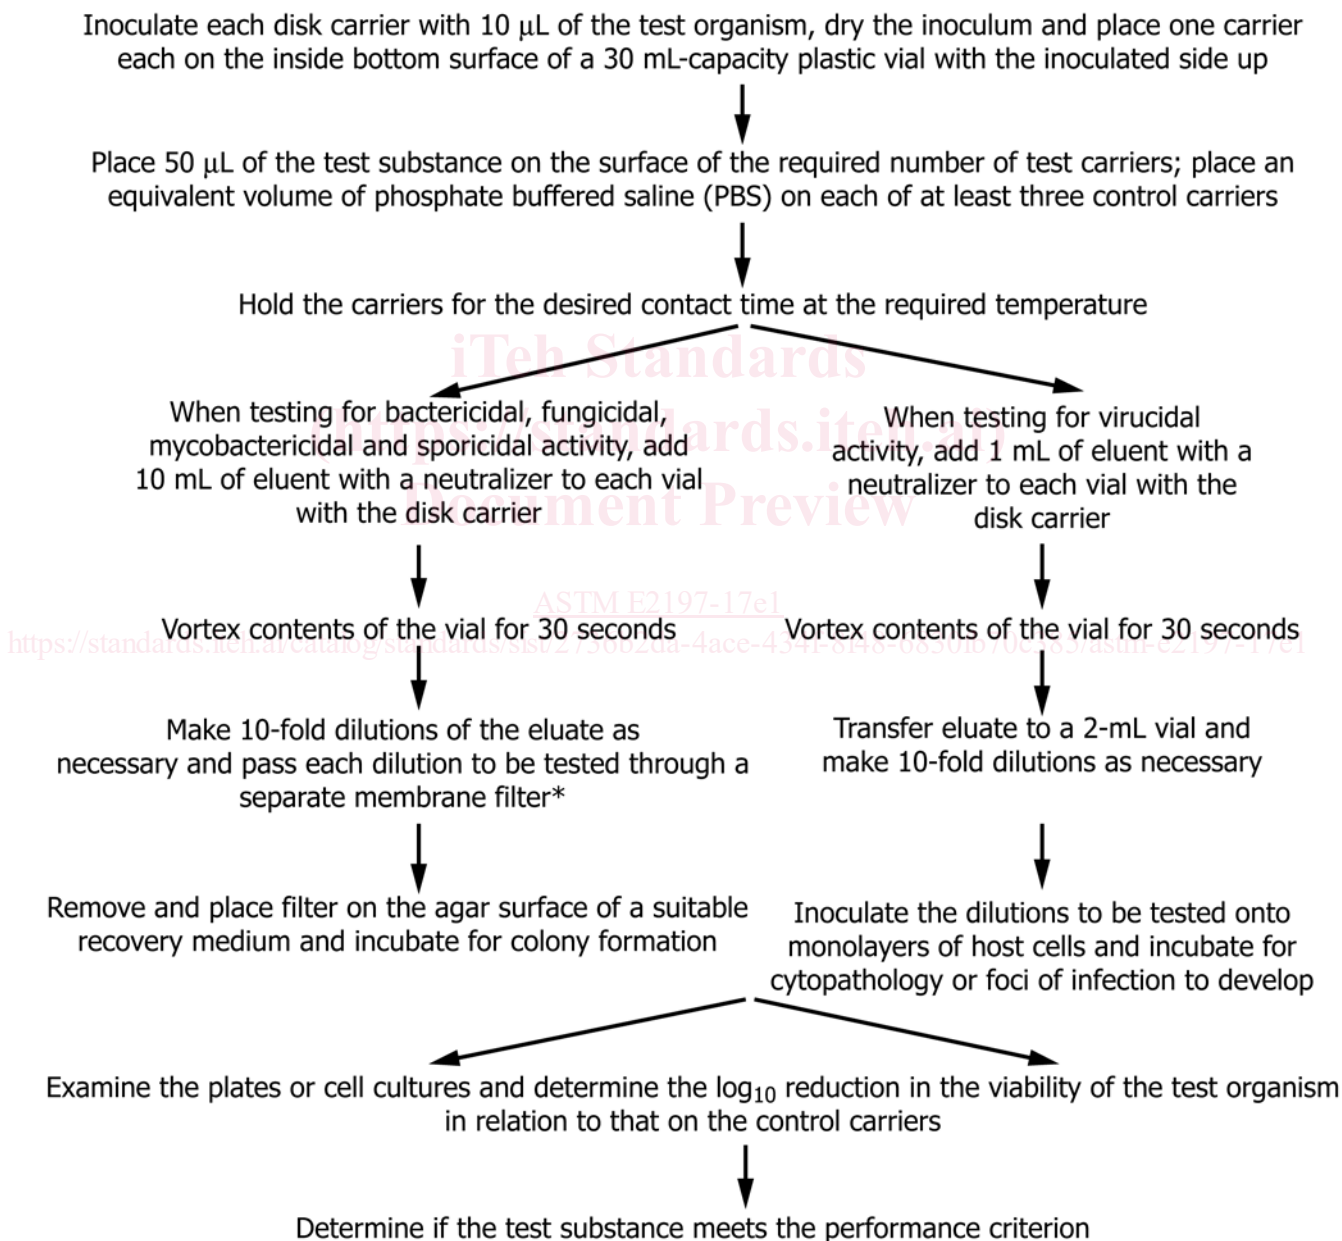 Inoculate each disk carrier with 10 μL of the test organism, dry the inoculum and place one carrier
each on the inside bottom surface of a 30 mL-capacity plastic vial with the inoculated side up
Place 50 μL of the test substance on the surface of the required number of test carriers; place an
equivalent volume of phosphate buffered saline (PBS) on each of at least three control carriers
Hold the carriers for the desired contact time at the required temperature
iTeh Standards
(https://standards.iteh.ai)
Document Preview
When testing for bactericidal, fungicidal,
mycobactericidal and sporicidal activity, add
10 mL of eluent with a neutralizer to each vial
with the disk carrier
When testing for virucidal
activity, add 1 mL of eluent with a
neutralizer to each vial with the
disk carrier
ASTM E2197-17e1
Vortex contents of the vial for 30 seconds
Vortex contents of the vial for 30 seconds
Make 10-fold dilutions of the eluate as
necessary and pass each dilution to be tested through a
separate membrane filter*
Transfer eluate to a 2-mL vial and
make 10-fold dilutions as necessary
Remove and place filter on the agar surface of a suitable
recovery medium and incubate for colony formation
Inoculate the dilutions to be tested onto
monolayers of host cells and incubate for
cytopathology or foci of infection to develop
Examine the plates or cell cultures and determine the log₁₀ reduction in the viability of the test organism
in relation to that on the control carriers
Determine if the test substance meets the performance criterion